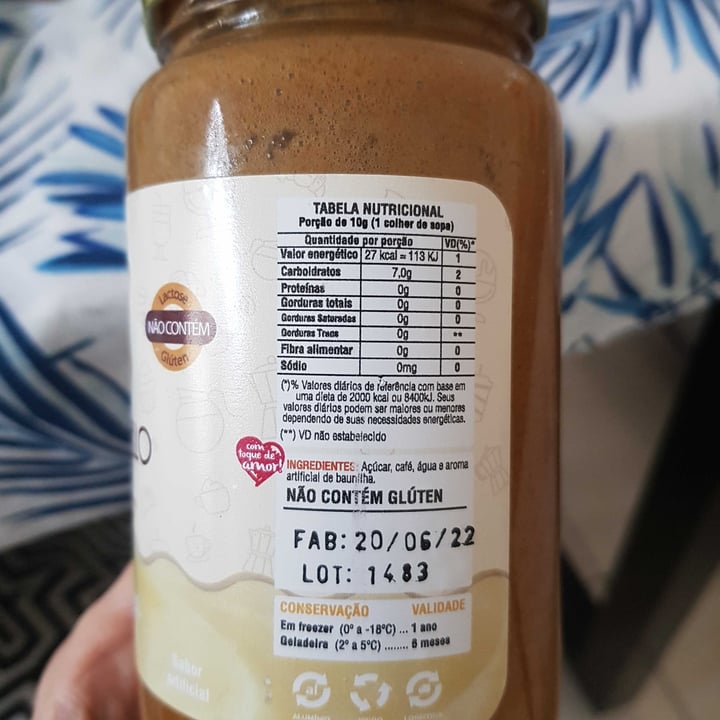 TABELA NUTRICIONAL
Porção de 10g (1 colher de sopa)
Quantidade por porção VD(%)*
Valor energético 27 kcal = 113 KJ 1
Carboidratos 7,0g 2
Proteínas 0g 0
Gorduras totais 0g 0
Gorduras Saturadas 0g 0
Gorduras Trans 0g **
Fibra alimentar 0g 0
Sódio 0mg 0
(*)% Valores diários de referência com base em
uma dieta de 2000 kcal ou 8400kJ. Seus
valores diários podem ser maiores ou menores
dependendo de suas necessidades energéticas.
(**) VD não estabelecido
Lactose
NÃO CONTÉM
Glúten
com
toque de
amor!
INGREDIENTES: Açúcar, café, água e aroma
artificial de baunilha.
NÃO CONTÉM GLÚTEN
FAB: 20/06/22
LOT: 1483
CONSERVAÇÃO VALIDADE
Em freezer (0º a -18ºC) ... 1 ano
Geladeira (2º a 5ºC) ........ 6 meses
Sabor
artificial
al